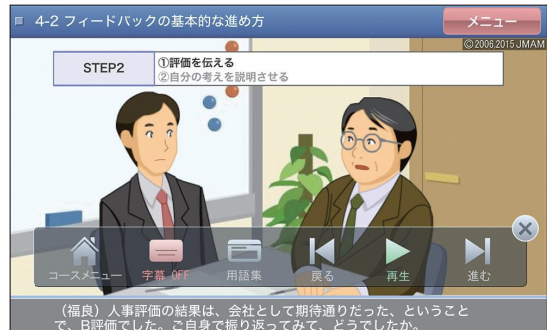 4-2 フィードバックの基本的な進め方
メニュー
©2006,2015 JMAM
STEP2
①評価を伝える
②自分の考えを説明させる
コースメニュー
字幕 OFF
用語集
戻る
再生
進む
（福良）人事評価の結果は、会社として期待通りだった、ということ
で、B評価でした。ご自身で振り返ってみて、どうでしたか。